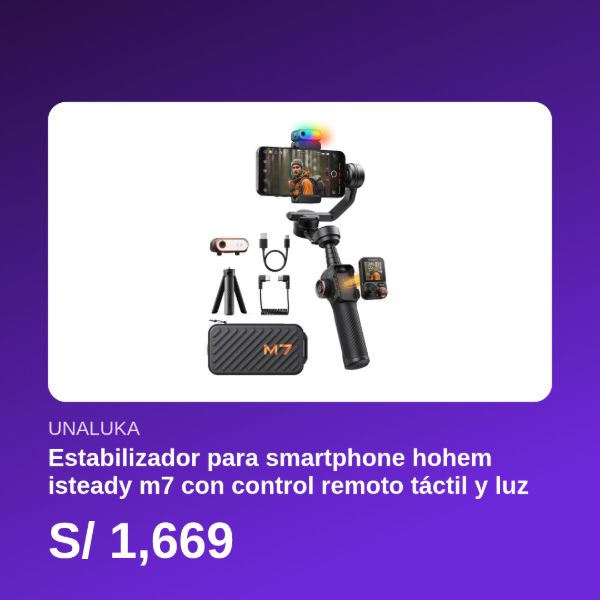 M7
UNALUKA
Estabilizador para smartphone hohem
isteady m7 con control remoto táctil y luz
S/ 1,669